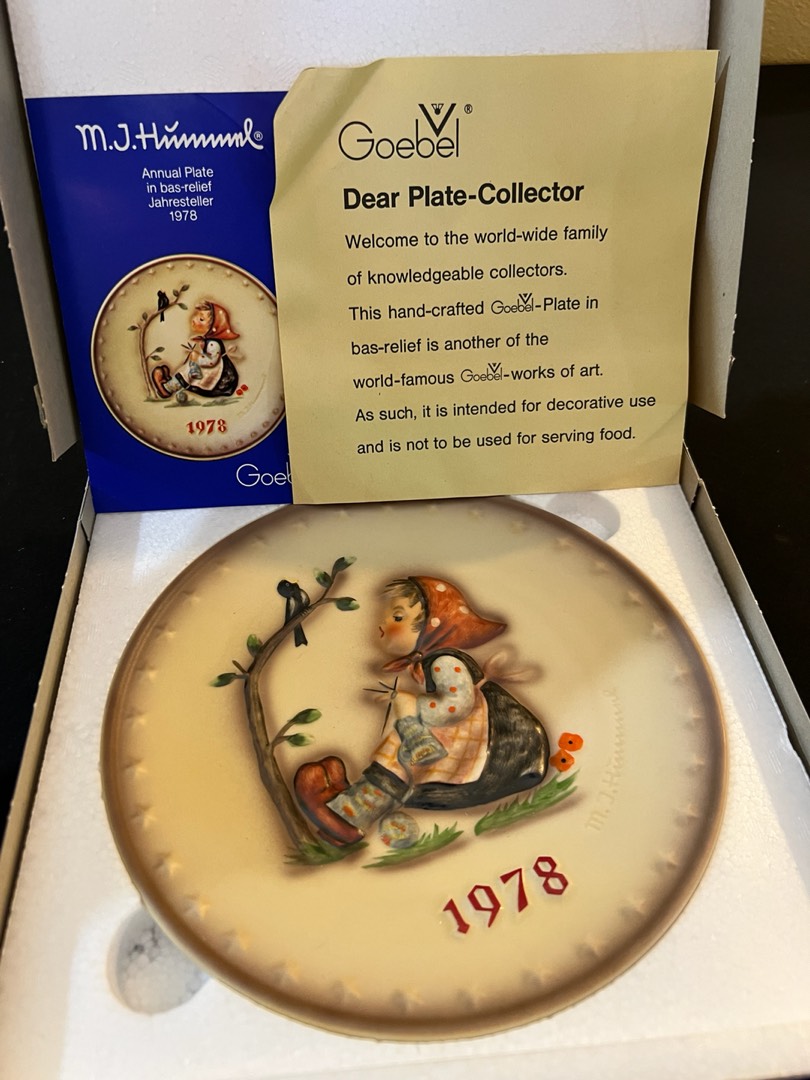 M.J.Hummel®
Annual Plate
in bas-relief
Jahresteller
1978
1978
Goeb
Goebel®
Dear Plate-Collector
Welcome to the world-wide family
of knowledgeable collectors.
This hand-crafted Goebel-Plate in
bas-relief is another of the
world-famous Goebel-works of art.
As such, it is intended for decorative use
and is not to be used for serving food.
M.J.Hummel
1978